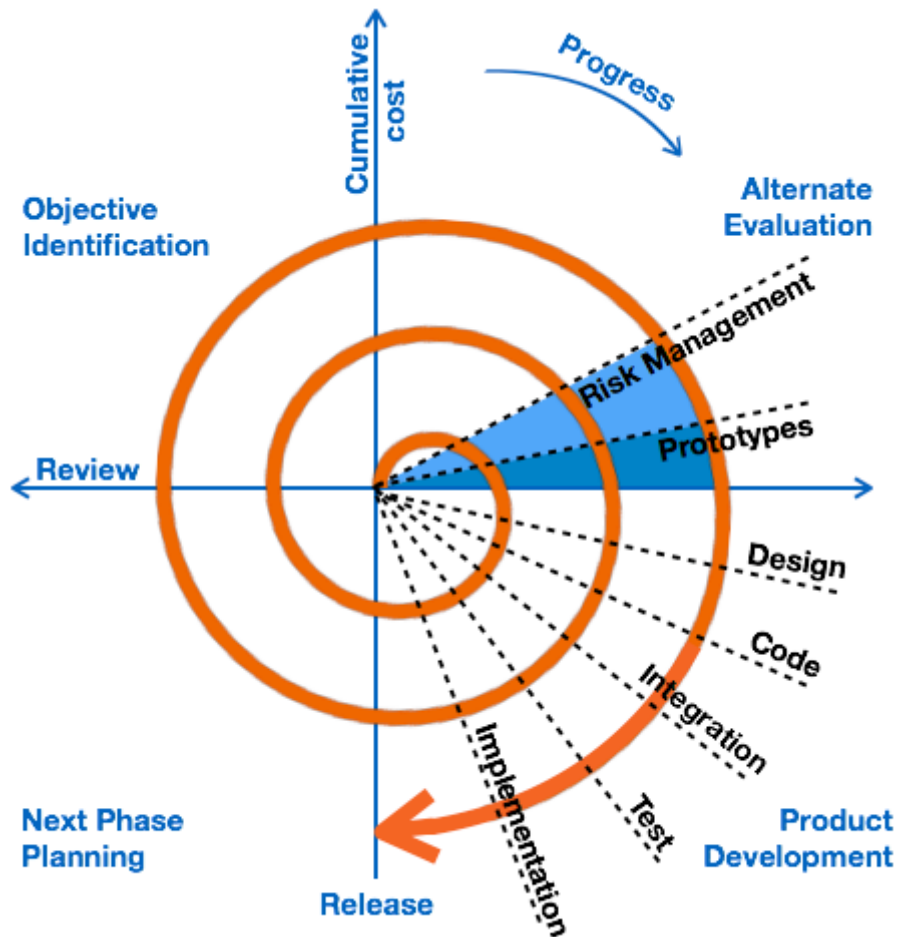 Cumulative
cost
Progress
Objective
Identification
Alternate
Evaluation
Risk Management
Prototypes
Review
Design
Code
Integration
Test
Implementation
Next Phase
Planning
Product
Development
Release